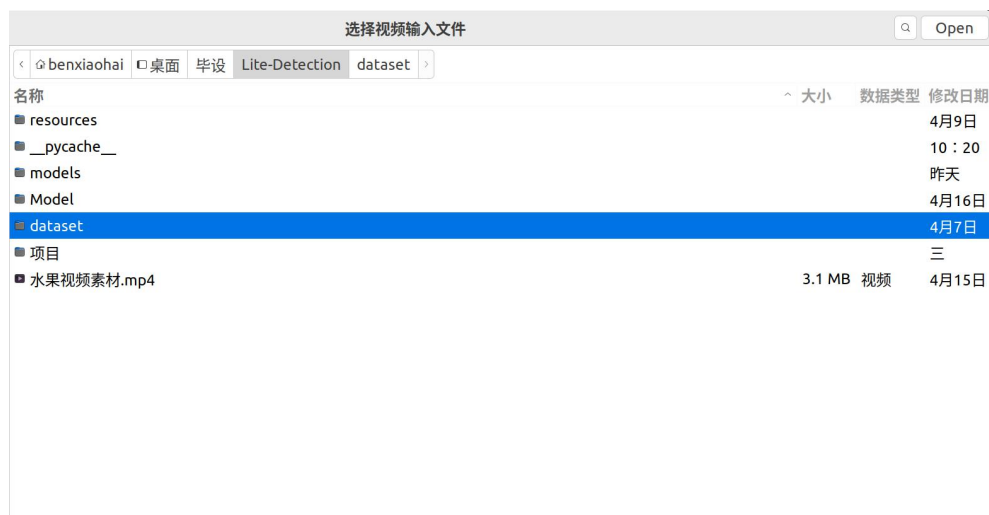 选择视频输入文件 Open
benxiaohai 桌面 毕设 Lite-Detection dataset
名称 大小 数据类型 修改日期
resources 4月9日
__pycache__ 10：20
models 昨天
Model 4月16日
dataset 4月7日
项目 三
水果视频素材.mp4 3.1 MB 视频 4月15日